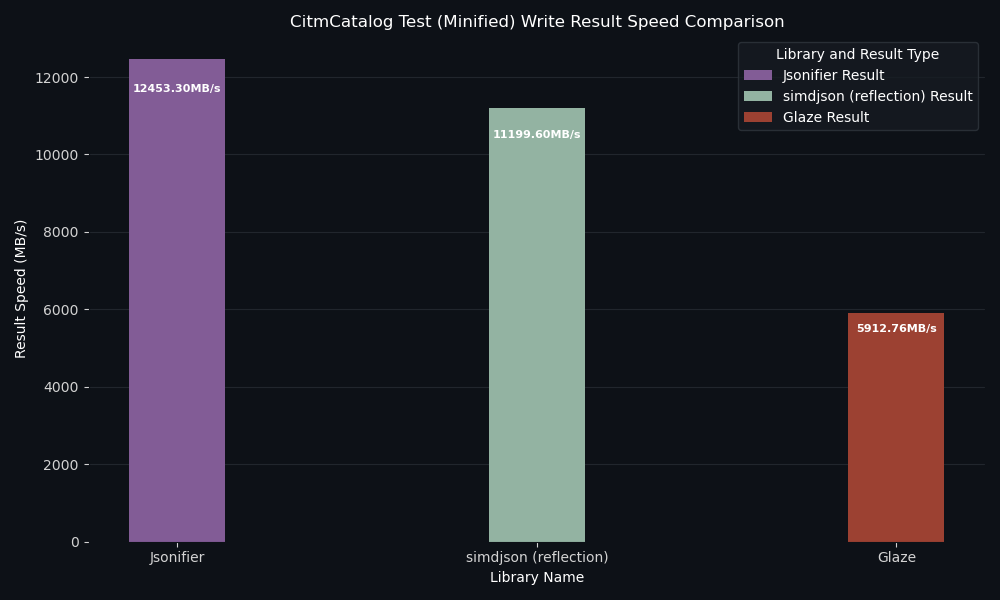 CitmCatalog Test (Minified) Write Result Speed Comparison
Library and Result Type
Jsonifier Result
simdjson (reflection) Result
Glaze Result
12453.30MB/s
11199.60MB/s
5912.76MB/s
Result Speed (MB/s)
12000
10000
8000
6000
4000
2000
0
Jsonifier
simdjson (reflection)
Glaze
Library Name